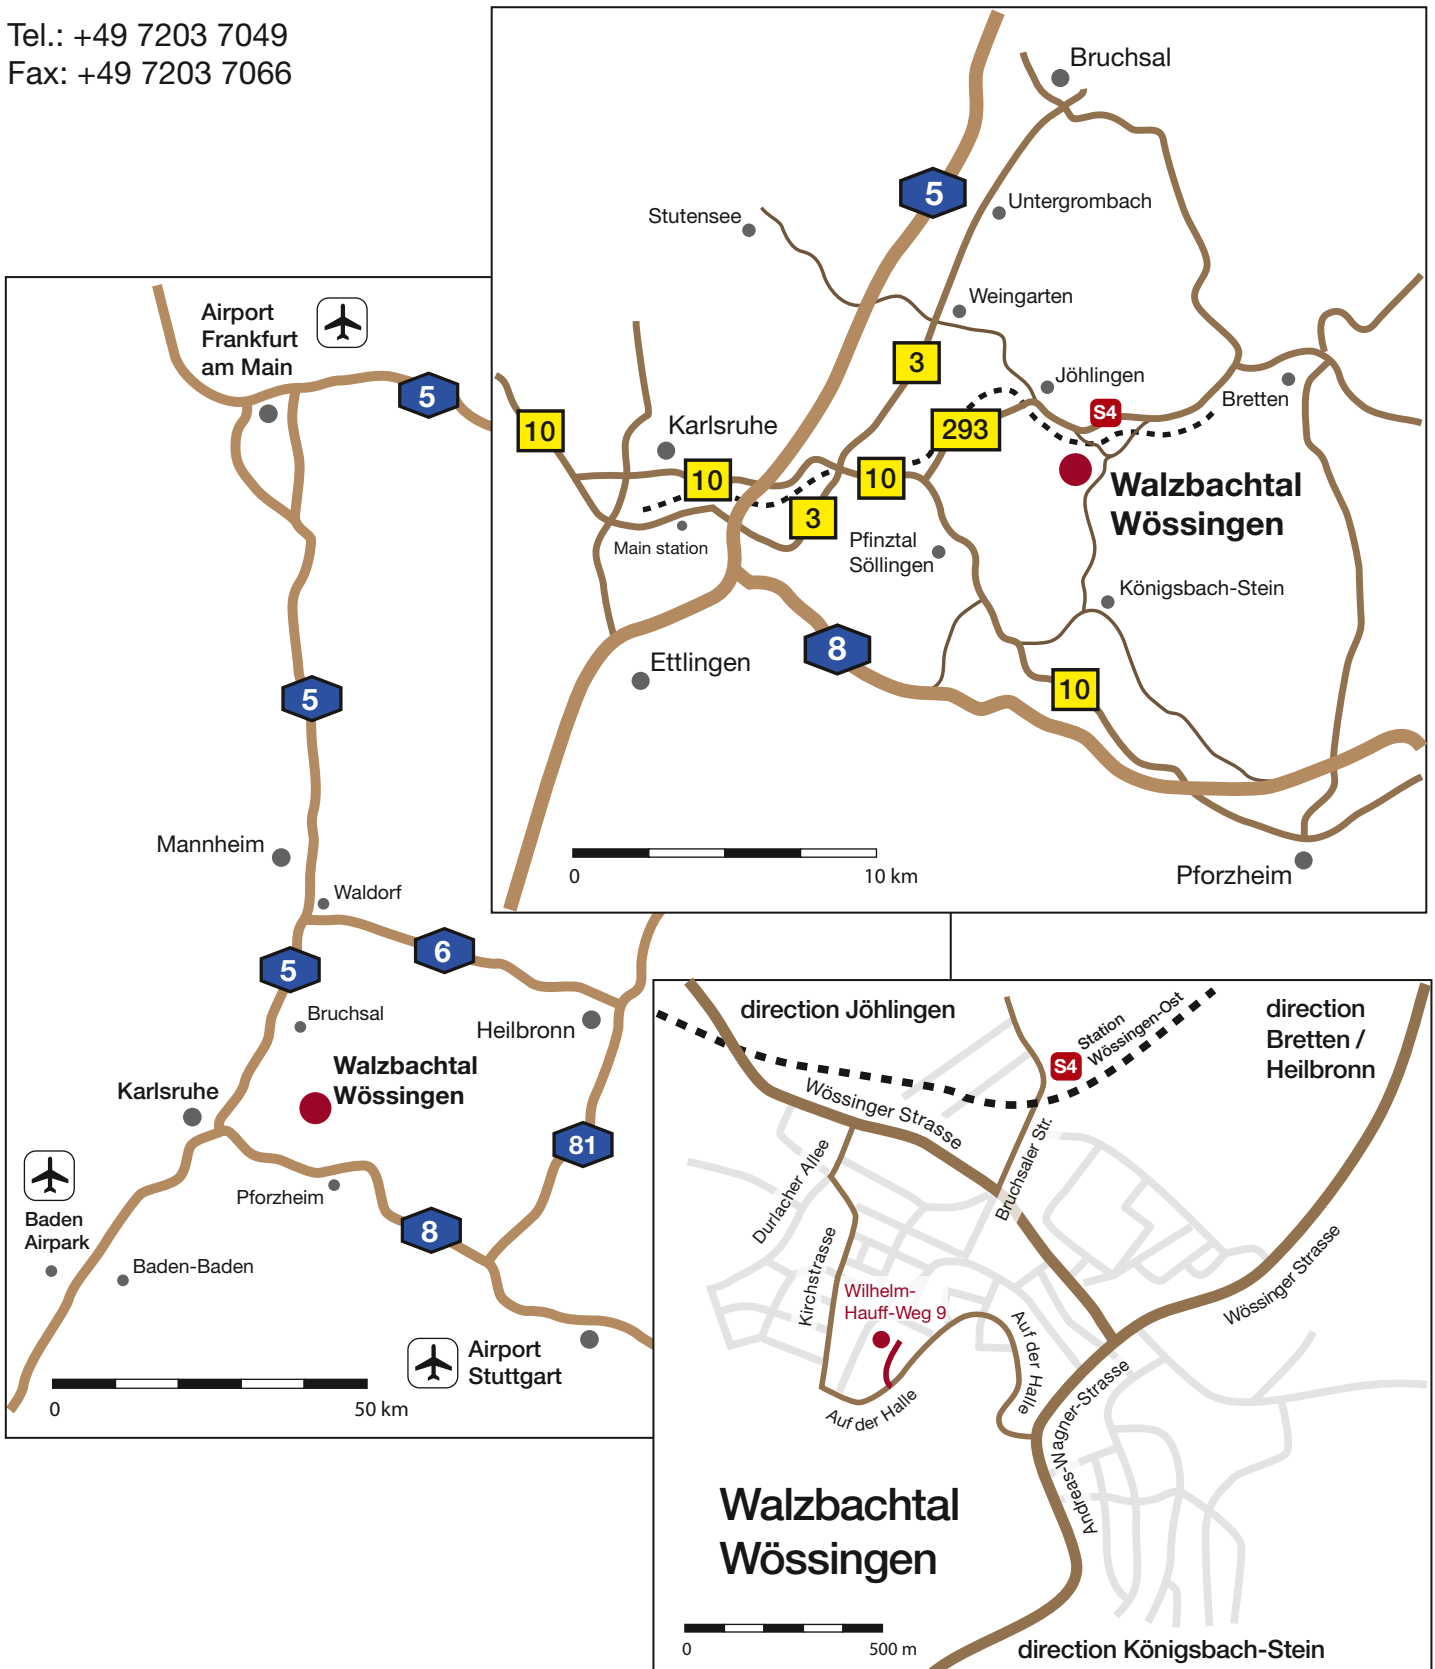 Tel.: +49 7203 7049
Fax: +49 7203 7066
Bruchsal
5
Untergrombach
Stutensee
Weingarten
3
Jöhlingen
S4
Bretten
10
Karlsruhe
293
10
10
3
Walzbachtal
Wössingen
Main station
Pfinztal
Söllingen
Königsbach-Stein
8
Ettlingen
10
0
10 km
Pforzheim
Airport
Frankfurt
am Main
5
5
Mannheim
Waldorf
6
5
Bruchsal
Heilbronn
Walzbachtal
Wössingen
Karlsruhe
81
Pforzheim
8
Baden
Airpark
Baden-Baden
Airport
Stuttgart
0
50 km
direction Jöhlingen
Station
Wössingen-Ost
S4
direction
Bretten /
Heilbronn
Wössinger Strasse
Bruchsaler Str.
Durlacher Allee
Kirchstrasse
Wilhelm-
Hauff-Weg 9
Auf der Halle
Wössinger Strasse
Auf der Halle
Andreas-Wagner-Strasse
Walzbachtal
Wössingen
0
500 m
direction Königsbach-Stein